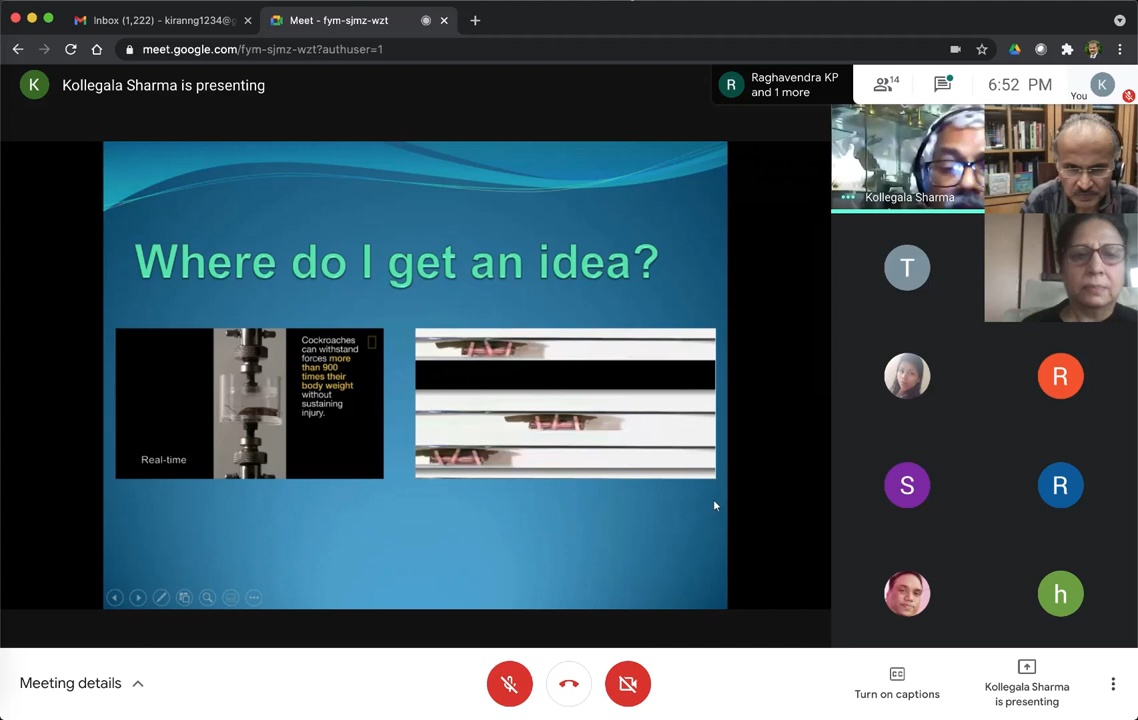 Inbox (1,222) - kiranng1234@g
Meet - fym-sjmz-wzt
meet.google.com/fym-sjmz-wzt?authuser=1
K
Kollegala Sharma is presenting
R
Raghavendra KP
and 1 more
14
6:52 PM
You
K
Kollegala Sharma
Where do I get an idea?
Cockroaches
can withstand
forces more
than 900
times their
body weight
without
sustaining
injury.
Real-time
T
R
S
R
h
Meeting details
Turn on captions
Kollegala Sharma
is presenting